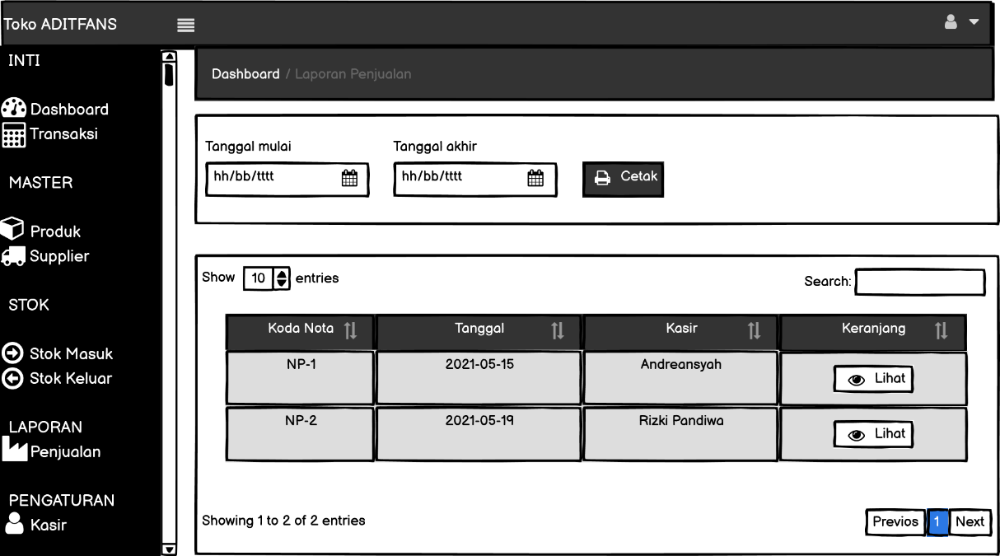 Toko ADITFANS
INTI
Dashboard
Transaksi
MASTER
Produk
Supplier
STOK
Stok Masuk
Stok Keluar
LAPORAN
Penjualan
PENGATURAN
Kasir
Dashboard / Laporan Penjualan
Tanggal mulai Tanggal akhir
hh/bb/tttt hh/bb/tttt Cetak
Show 10 entries Search:
Koda Nota Tanggal Kasir Keranjang
NP-1 2021-05-15 Andreansyah Lihat
NP-2 2021-05-19 Rizki Pandiwa Lihat
Showing 1 to 2 of 2 entries Previos 1 Next